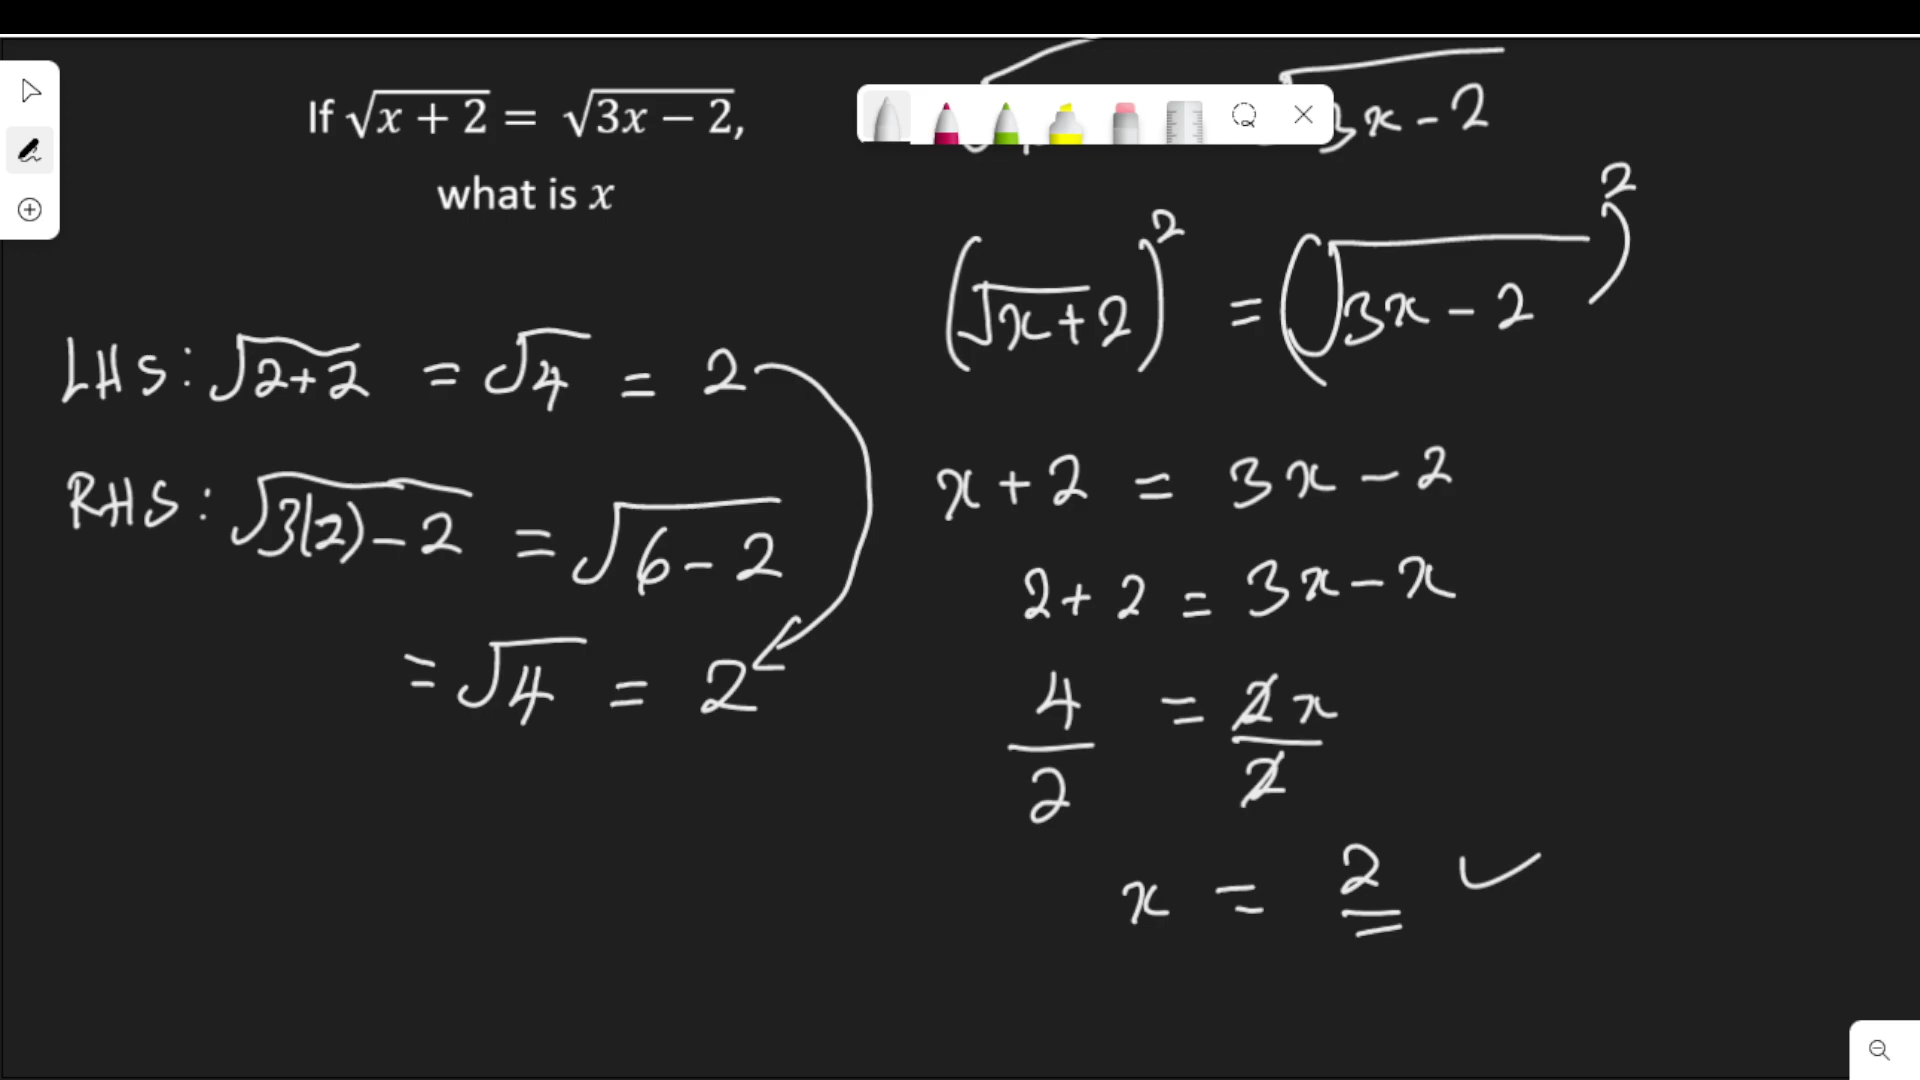 If √x + 2 = √3x − 2,
what is x
3x - 2
(√x+2)² = (√3x - 2)²
LHS: √2+2 = √4 = 2
RHS: √3(2) - 2 = √6 - 2
= √4 = 2
x + 2 = 3x - 2
2 + 2 = 3x - x
4/2 = 2x/2
x = 2 ✓